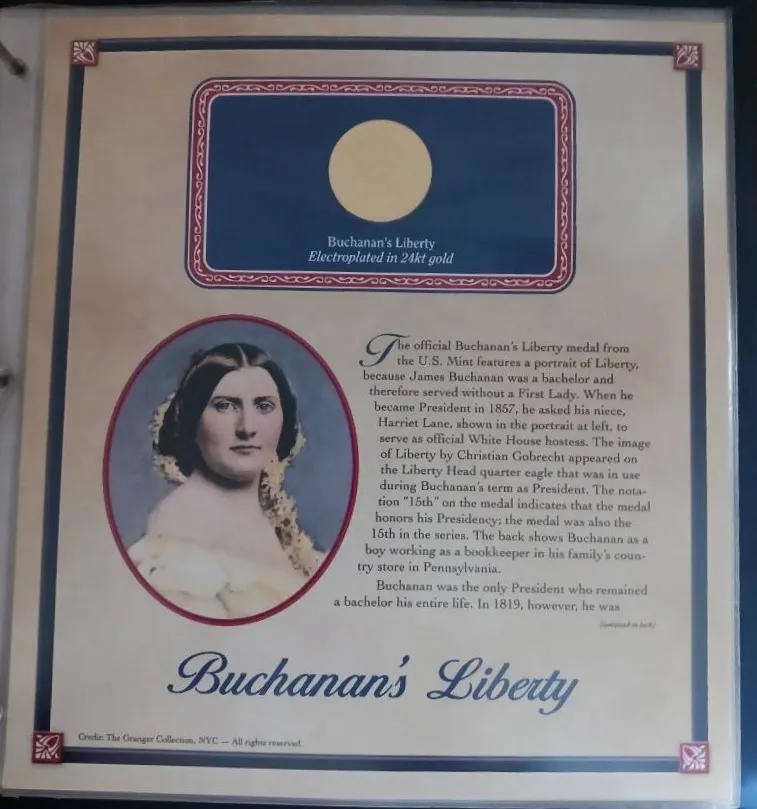 Buchanan's Liberty
Electroplated in 24kt gold
The official Buchanan's Liberty medal from
the U.S. Mint features a portrait of Liberty,
because James Buchanan was a bachelor and
therefore served without a First Lady. When he
became President in 1857, he asked his niece,
Harriet Lane, shown in the portrait at left, to
serve as official White House hostess. The image
of Liberty by Christian Gobrecht appeared on
the Liberty Head quarter eagle that was in use
during Buchanan's term as President. The nota-
tion "15th" on the medal indicates that the medal
honors his Presidency; the medal was also the
15th in the series. The back shows Buchanan as a
boy working as a bookkeeper in his family's coun-
try store in Pennsylvania.
Buchanan was the only President who remained
a bachelor his entire life. In 1819, however, he was
(continued on back)
Buchanan's Liberty
Credit: The Granger Collection, NYC — All rights reserved.